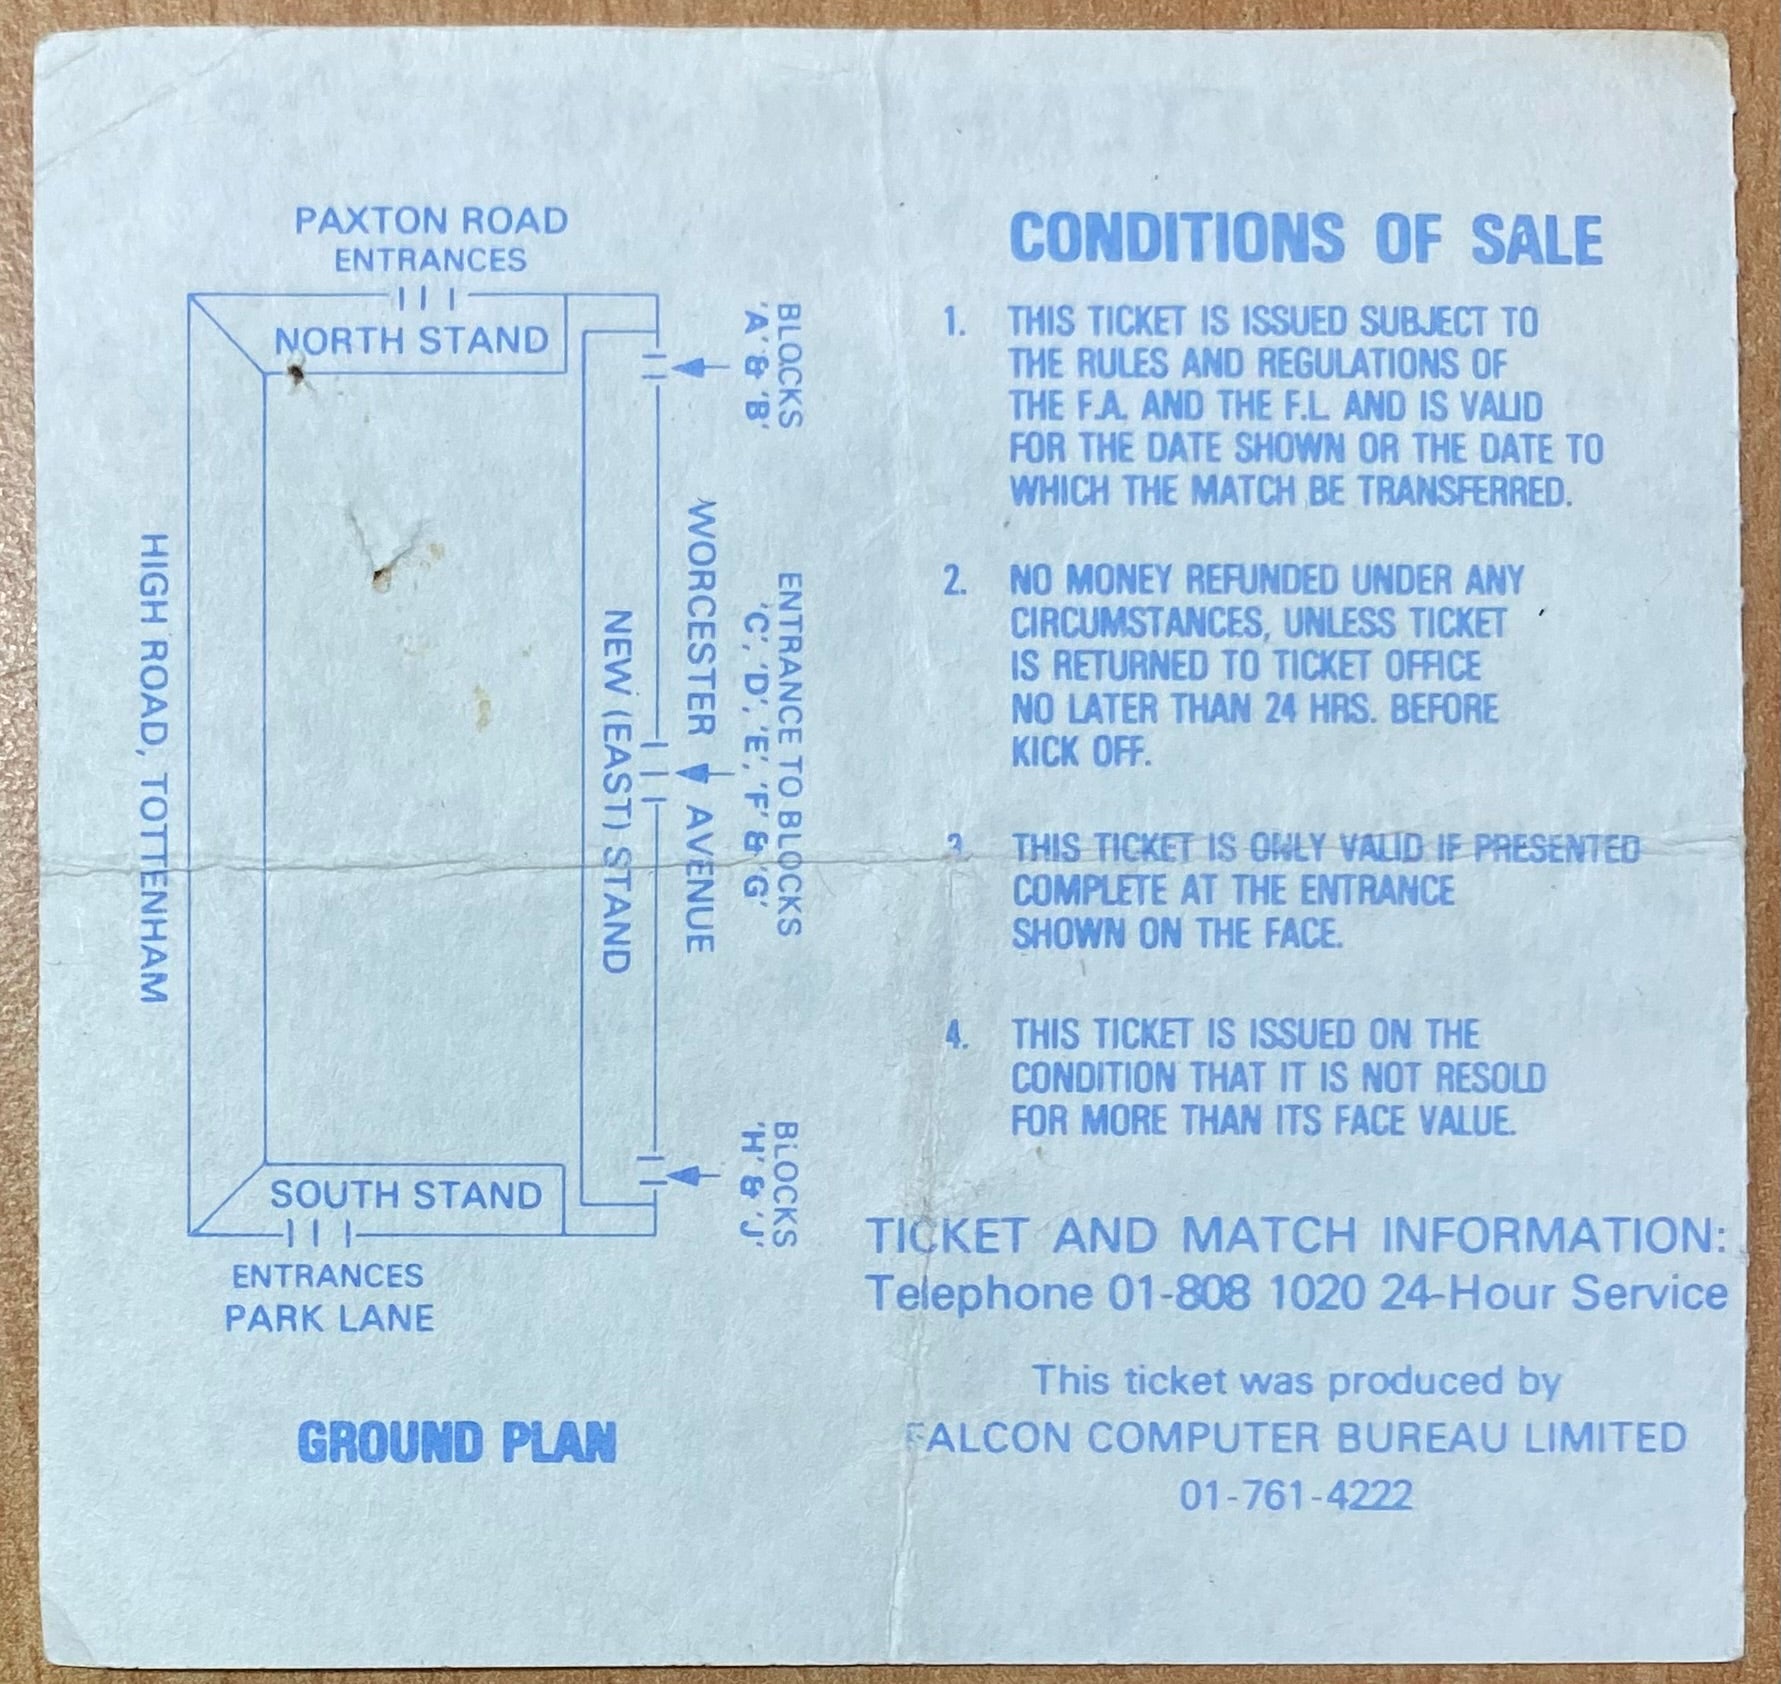 PAXTON ROAD
ENTRANCES
NORTH STAND
HIGH ROAD, TOTTENHAM
NEW (EAST) STAND
WORCESTER AVENUE
BLOCKS
'A' & 'B'
ENTRANCE TO BLOCKS
'C', 'D', 'E', 'F' & 'G'
BLOCKS
'H' & 'J'
SOUTH STAND
ENTRANCES
PARK LANE
GROUND PLAN
CONDITIONS OF SALE
1. THIS TICKET IS ISSUED SUBJECT TO
THE RULES AND REGULATIONS OF
THE F.A. AND THE F.L. AND IS VALID
FOR THE DATE SHOWN OR THE DATE TO
WHICH THE MATCH BE TRANSFERRED.
2. NO MONEY REFUNDED UNDER ANY
CIRCUMSTANCES, UNLESS TICKET
IS RETURNED TO TICKET OFFICE
NO LATER THAN 24 HRS. BEFORE
KICK OFF.
3. THIS TICKET IS ONLY VALID IF PRESENTED
COMPLETE AT THE ENTRANCE
SHOWN ON THE FACE.
4. THIS TICKET IS ISSUED ON THE
CONDITION THAT IT IS NOT RESOLD
FOR MORE THAN ITS FACE VALUE.
TICKET AND MATCH INFORMATION:
Telephone 01-808 1020 24-Hour Service
This ticket was produced by
FALCON COMPUTER BUREAU LIMITED
01-761-4222